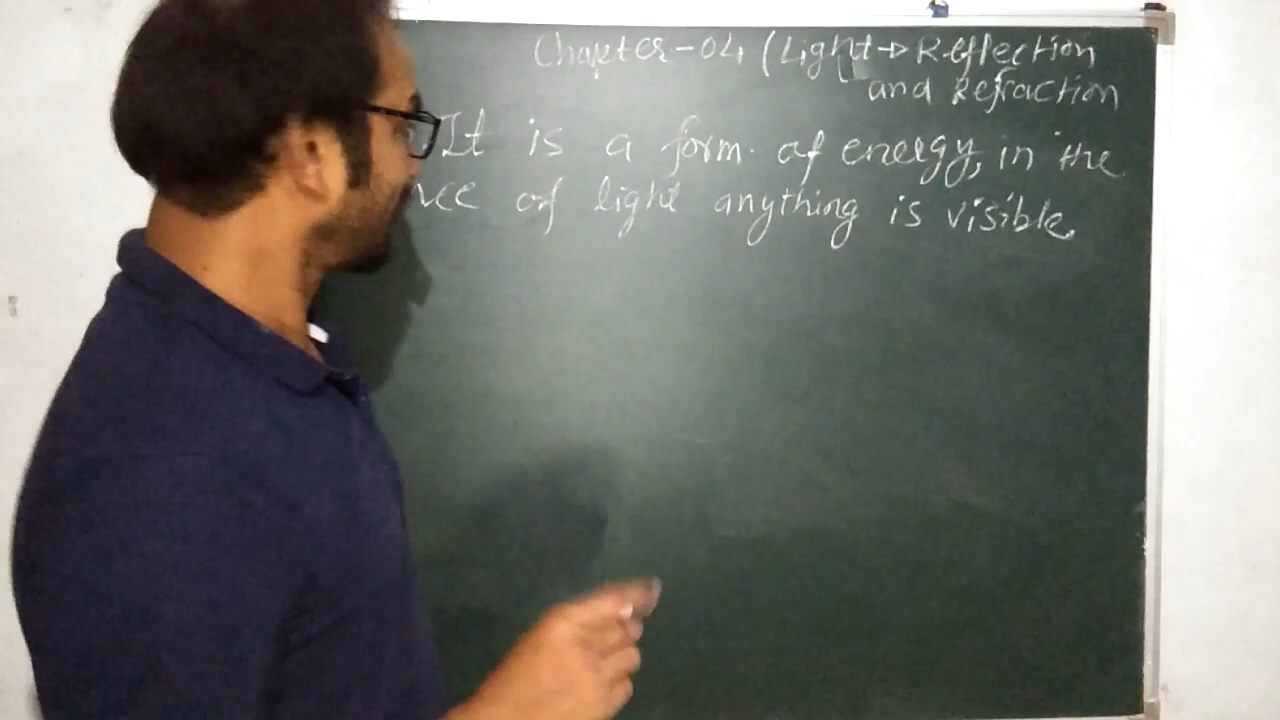 Chapter-04 (Light→Reflection
and Refraction
It is a form of energy, in the
of light anything is visible.